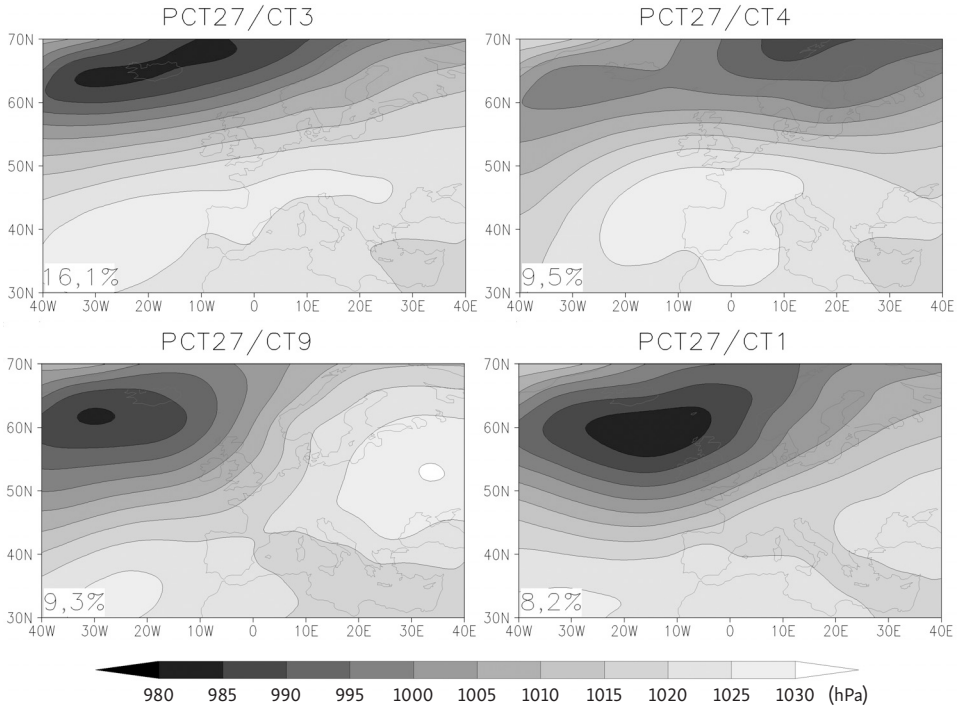 PCT27/CT3 PCT27/CT4
70N 70N
60N 60N
50N 50N
40N 40N
30N 16,1% 30N 9,5%
40W 30W 20W 10W 0 10E 20E 30E 40E 40W 30W 20W 10W 0 10E 20E 30E 40E
PCT27/CT9 PCT27/CT1
70N 70N
60N 60N
50N 50N
40N 40N
30N 9,3% 30N 8,2%
40W 30W 20W 10W 0 10E 20E 30E 40E 40W 30W 20W 10W 0 10E 20E 30E 40E
980 985 990 995 1000 1005 1010 1015 1020 1025 1030 (hPa)